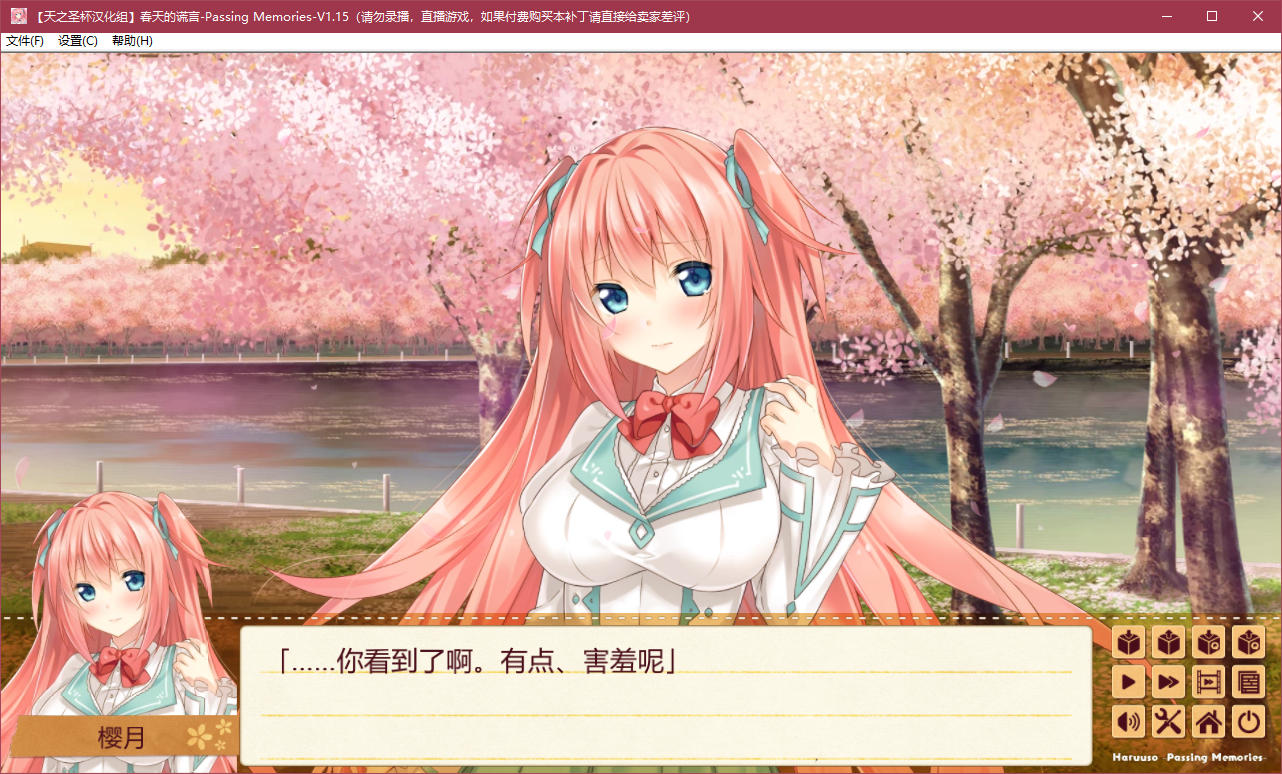 【天之圣杯汉化组】春天的谎言-Passing Memories-V1.15（请勿录播，直播游戏，如果付费购买本补丁请直接给卖家差评）
文件(F) 设置(C) 帮助(H)
「……你看到了啊。有点、害羞呢」
樱月
Haruuso -Passing Memories-